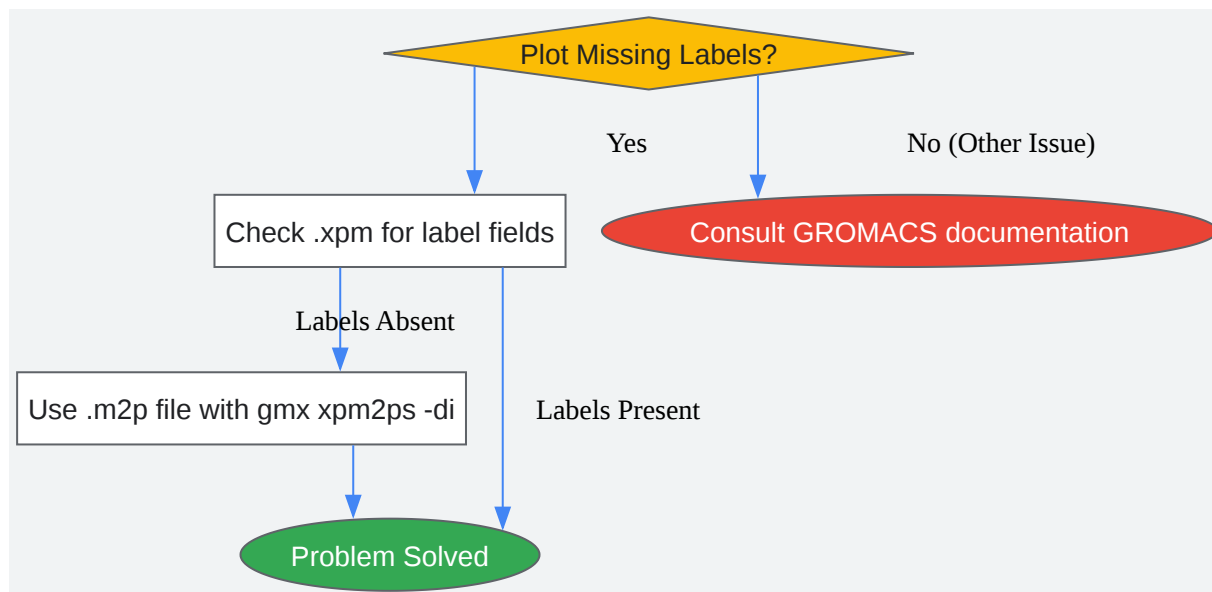 Plot Missing Labels?
Yes
No (Other Issue)
Check .xpm for label fields
Consult GROMACS documentation
Labels Absent
Use .m2p file with gmx xpm2ps -di
Labels Present
Problem Solved